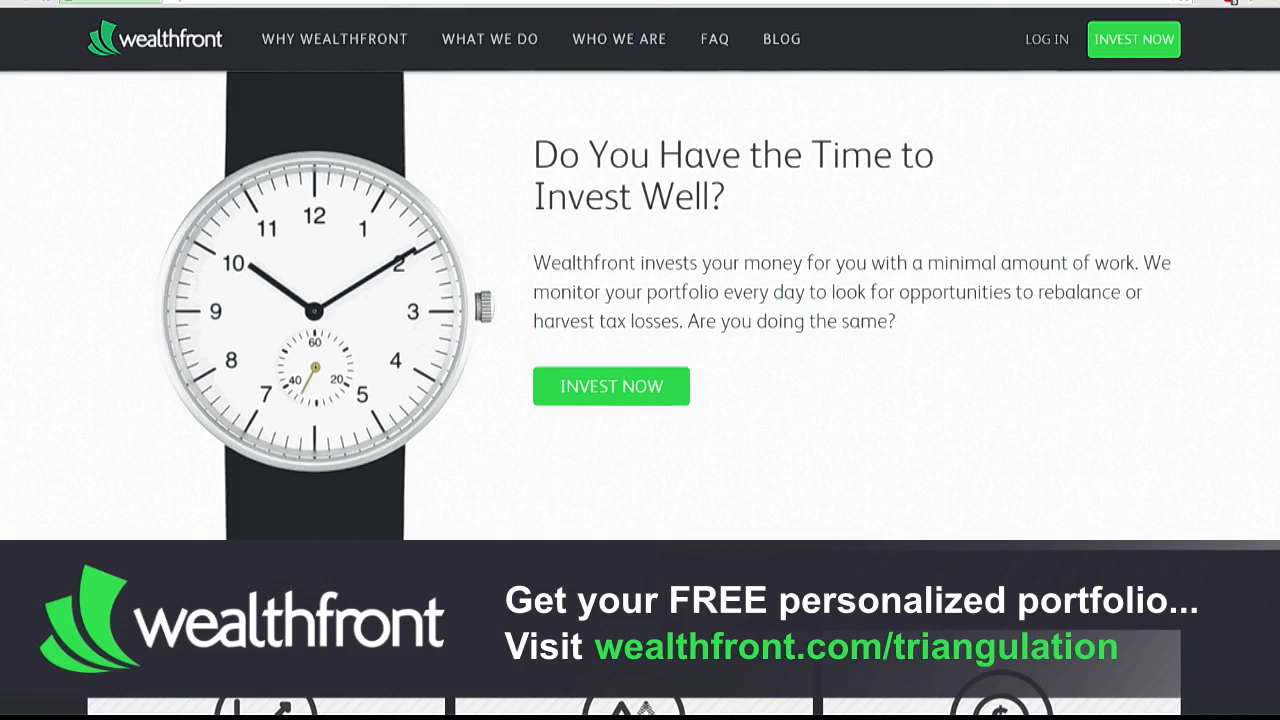 wealthfront WHY WEALTHFRONT WHAT WE DO WHO WE ARE FAQ BLOG LOG IN INVEST NOW
12
11 1
10 2
9 3
8 4
7 5
60
40 20
Do You Have the Time to
Invest Well?
Wealthfront invests your money for you with a minimal amount of work. We
monitor your portfolio every day to look for opportunities to rebalance or
harvest tax losses. Are you doing the same?
INVEST NOW
wealthfront
Get your FREE personalized portfolio...
Visit wealthfront.com/triangulation